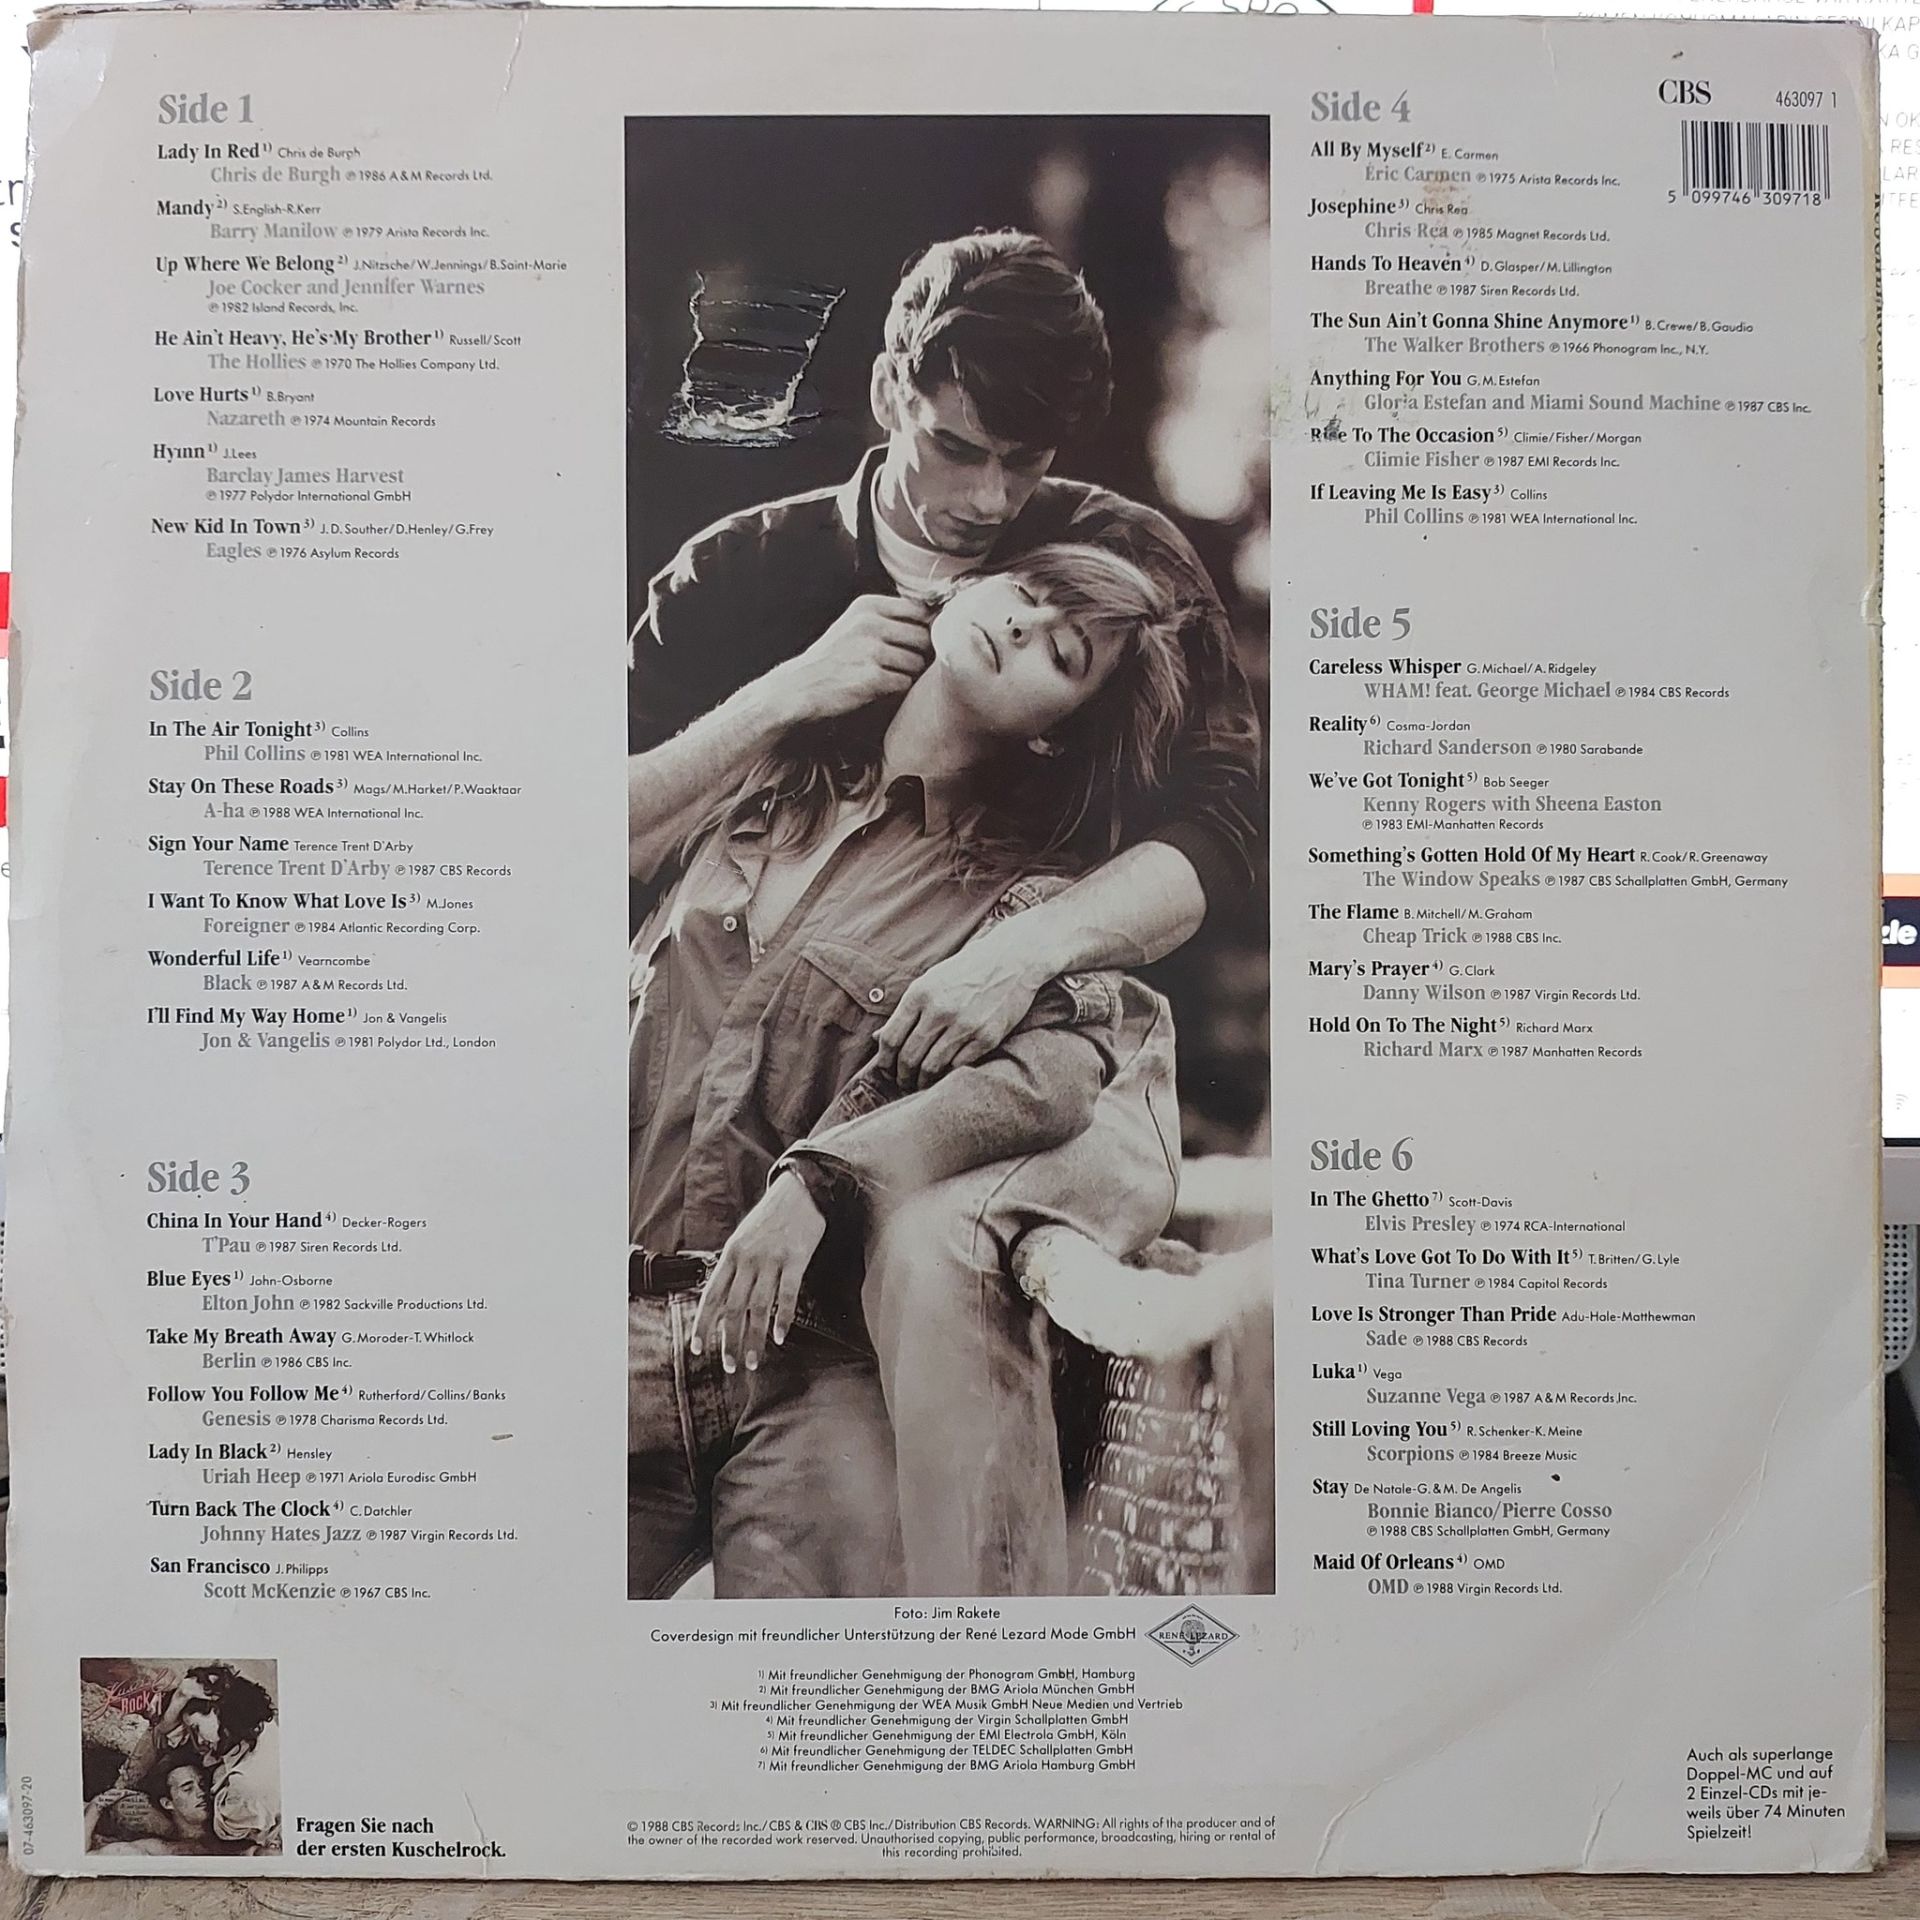 Side 1
Lady In Red 1) Chris de Burgh
Chris de Burgh ℗ 1986 A & M Records Ltd.
Mandy 2) S.English-R.Kerr
Barry Manilow ℗ 1979 Arista Records Inc.
Up Where We Belong 2) J.Nitzsche/W.Jennings/B.Saint-Marie
Joe Cocker and Jennifer Warnes
℗ 1982 Island Records, Inc.
He Ain't Heavy, He's My Brother 1) Russell/Scott
The Hollies ℗ 1970 The Hollies Company Ltd.
Love Hurts 1) B.Bryant
Nazareth ℗ 1974 Mountain Records
Hymn 1) J.Lees
Barclay James Harvest
℗ 1977 Polydor International GmbH
New Kid In Town 3) J.D. Souther/D.Henley/G.Frey
Eagles ℗ 1976 Asylum Records
Side 2
In The Air Tonight 3) Collins
Phil Collins ℗ 1981 WEA International Inc.
Stay On These Roads 3) Mags/M.Harket/P.Waaktaar
A-ha ℗ 1988 WEA International Inc.
Sign Your Name Terence Trent D'Arby
Terence Trent D'Arby ℗ 1987 CBS Records
I Want To Know What Love Is 3) M.Jones
Foreigner ℗ 1984 Atlantic Recording Corp.
Wonderful Life 1) Vearncombe
Black ℗ 1987 A & M Records Ltd.
I'll Find My Way Home 1) Jon & Vangelis
Jon & Vangelis ℗ 1981 Polydor Ltd., London
Side 3
China In Your Hand 4) Decker-Rogers
T'Pau ℗ 1987 Siren Records Ltd.
Blue Eyes 1) John-Osborne
Elton John ℗ 1982 Sackville Productions Ltd.
Take My Breath Away G.Moroder-T.Whitlock
Berlin ℗ 1986 CBS Inc.
Follow You Follow Me 4) Rutherford/Collins/Banks
Genesis ℗ 1978 Charisma Records Ltd.
Lady In Black 2) Hensley
Uriah Heep ℗ 1971 Ariola Eurodisc GmbH
Turn Back The Clock 4) C.Datchler
Johnny Hates Jazz ℗ 1987 Virgin Records Ltd.
San Francisco J.Philipps
Scott McKenzie ℗ 1967 CBS Inc.
Kuschel
ROCK
Fragen Sie nach
der ersten Kuschelrock.
07-463097-20
Foto: Jim Rakete
Coverdesign mit freundlicher Unterstützung der René Lezard Mode GmbH
RENÉ LEZARD
1) Mit freundlicher Genehmigung der Phonogram GmbH, Hamburg
2) Mit freundlicher Genehmigung der BMG Ariola München GmbH
3) Mit freundlicher Genehmigung der WEA Musik GmbH Neue Medien und Vertrieb
4) Mit freundlicher Genehmigung der Virgin Schallplatten GmbH
5) Mit freundlicher Genehmigung der EMI Electrola GmbH, Köln
6) Mit freundlicher Genehmigung der TELDEC Schallplatten GmbH
7) Mit freundlicher Genehmigung der BMG Ariola Hamburg GmbH
© 1988 CBS Records Inc./CBS & CBS ® CBS Inc./Distribution CBS Records. WARNING: All rights of the producer and of
the owner of the recorded work reserved. Unauthorised copying, public performance, broadcasting, hiring or rental of
this recording prohibited.
Side 4
All By Myself 2) E. Carmen
Eric Carmen ℗ 1975 Arista Records Inc.
Josephine 3) Chris Rea
Chris Rea ℗ 1985 Magnet Records Ltd.
Hands To Heaven 4) D.Glasper/M.Lillington
Breathe ℗ 1987 Siren Records Ltd.
The Sun Ain't Gonna Shine Anymore 1) B.Crewe/B.Gaudio
The Walker Brothers ℗ 1966 Phonogram Inc., N.Y.
Anything For You G.M.Estefan
Gloria Estefan and Miami Sound Machine ℗ 1987 CBS Inc.
Rise To The Occasion 5) Climie/Fisher/Morgan
Climie Fisher ℗ 1987 EMI Records Inc.
If Leaving Me Is Easy 3) Collins
Phil Collins ℗ 1981 WEA International Inc.
CBS 463097 1
5 099746 309718
Side 5
Careless Whisper G.Michael/A.Ridgeley
WHAM! feat. George Michael ℗ 1984 CBS Records
Reality 6) Cosma-Jordan
Richard Sanderson ℗ 1980 Sarabande
We've Got Tonight 5) Bob Seeger
Kenny Rogers with Sheena Easton
℗ 1983 EMI-Manhatten Records
Something's Gotten Hold Of My Heart R.Cook/R.Greenaway
The Window Speaks ℗ 1987 CBS Schallplatten GmbH, Germany
The Flame B.Mitchell/M.Graham
Cheap Trick ℗ 1988 CBS Inc.
Mary's Prayer 4) G.Clark
Danny Wilson ℗ 1987 Virgin Records Ltd.
Hold On To The Night 5) Richard Marx
Richard Marx ℗ 1987 Manhatten Records
Side 6
In The Ghetto 7) Scott-Davis
Elvis Presley ℗ 1974 RCA-International
What's Love Got To Do With It 5) T.Britten/G.Lyle
Tina Turner ℗ 1984 Capitol Records
Love Is Stronger Than Pride Adu-Hale-Matthewman
Sade ℗ 1988 CBS Records
Luka 1) Vega
Suzanne Vega ℗ 1987 A & M Records,Inc.
Still Loving You 5) R.Schenker-K.Meine
Scorpions ℗ 1984 Breeze Music
Stay De Natale-G.&M. De Angelis
Bonnie Bianco/Pierre Cosso
℗ 1988 CBS Schallplatten GmbH, Germany
Maid Of Orleans 4) OMD
OMD ℗ 1988 Virgin Records Ltd.
Auch als superlange
Doppel-MC und auf
2 Einzel-CDs mit je-
weils über 74 Minuten
Spielzeit!